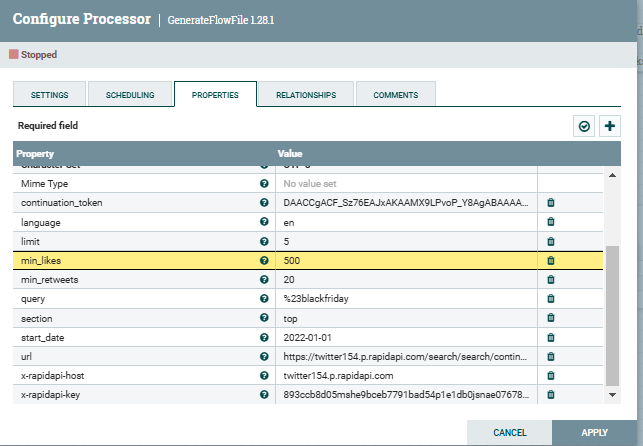 Configure Processor | GenerateFlowFile 1.28.1
Stopped
SETTINGS SCHEDULING PROPERTIES RELATIONSHIPS COMMENTS
Required field
Property Value
Mime Type No value set
continuation_token DAACCgACF_Sz76EAJxAKAAMX9LPvoP_Y8AgABAAAA...
language en
limit 5
min_likes 500
min_retweets 20
query %23blackfriday
section top
start_date 2022-01-01
url https://twitter154.p.rapidapi.com/search/search/contin...
x-rapidapi-host twitter154.p.rapidapi.com
x-rapidapi-key 893ccb8d05mshe9bceb7791bad54p1e1db0jsnae07678...
CANCEL APPLY